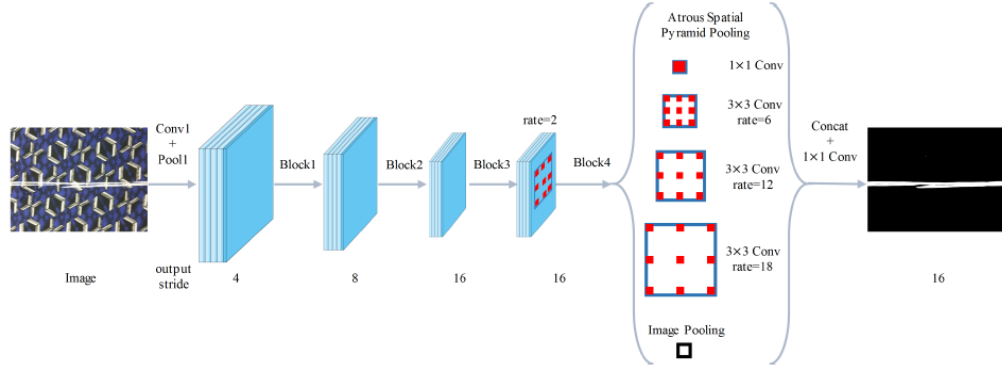 Atrous Spatial
Pyramid Pooling
1×1 Conv
3×3 Conv
rate=6
3×3 Conv
rate=12
3×3 Conv
rate=18
Image Pooling
Conv1
+
Pool1
Block1
Block2
Block3
rate=2
Block4
Concat
+
1×1 Conv
Image
output
stride
4
8
16
16
16